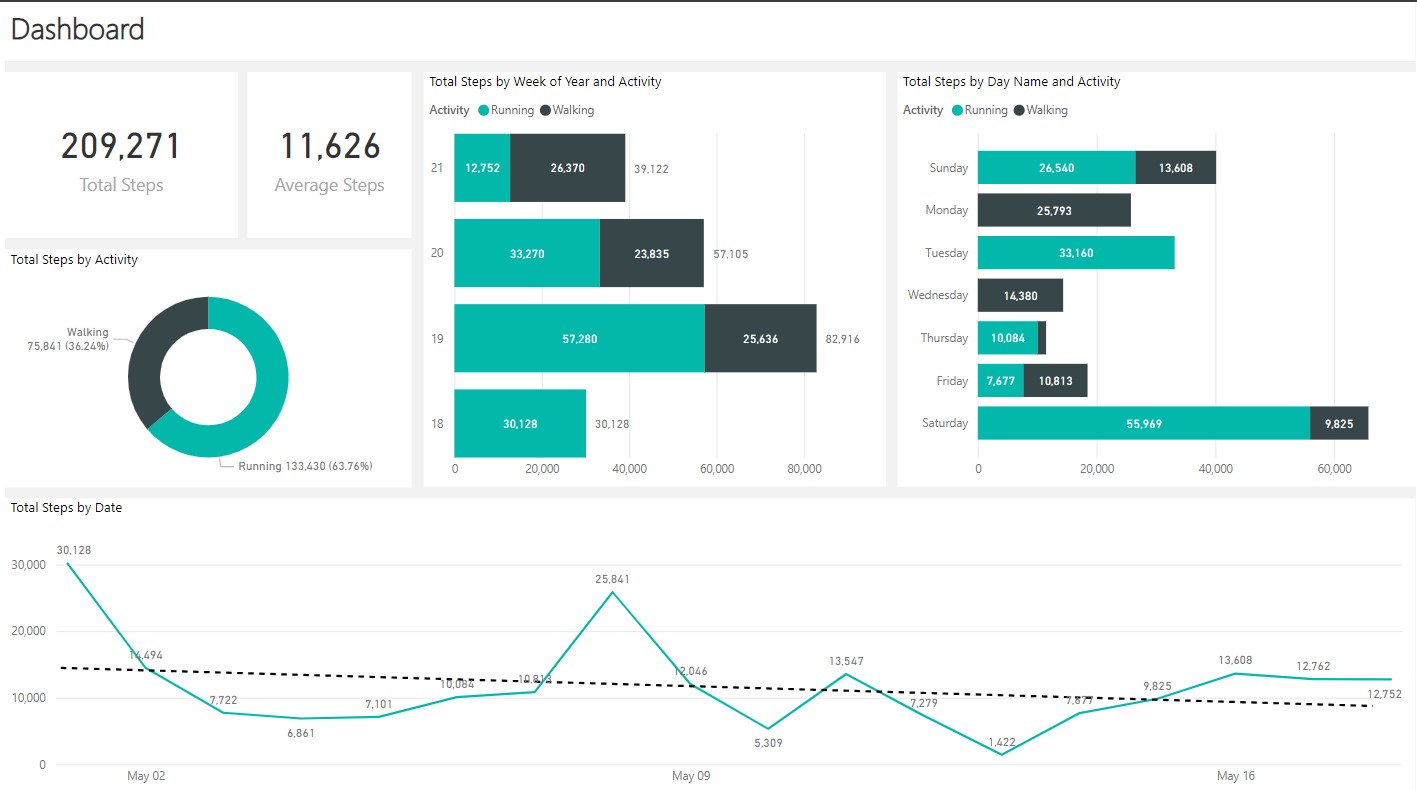 Dashboard
209,271
Total Steps
11,626
Average Steps
Total Steps by Activity
Walking
75,841 (36.24%)
Running 133,430 (63.76%)
Total Steps by Week of Year and Activity
Activity Running Walking
21 12,752 26,370 39,122
20 33,270 23,835 57,105
19 57,280 25,636 82,916
18 30,128 30,128
0 20,000 40,000 60,000 80,000
Total Steps by Day Name and Activity
Activity Running Walking
Sunday 26,540 13,608
Monday 25,793
Tuesday 33,160
Wednesday 14,380
Thursday 10,084
Friday 7,677 10,813
Saturday 55,969 9,825
0 20,000 40,000 60,000
Total Steps by Date
30,000
20,000
10,000
0
30,128
14,494
7,722
6,861
7,101
10,084
10,813
25,841
12,046
5,309
13,547
7,279
1,422
7,677
9,825
13,608
12,762
12,752
May 02 May 09 May 16